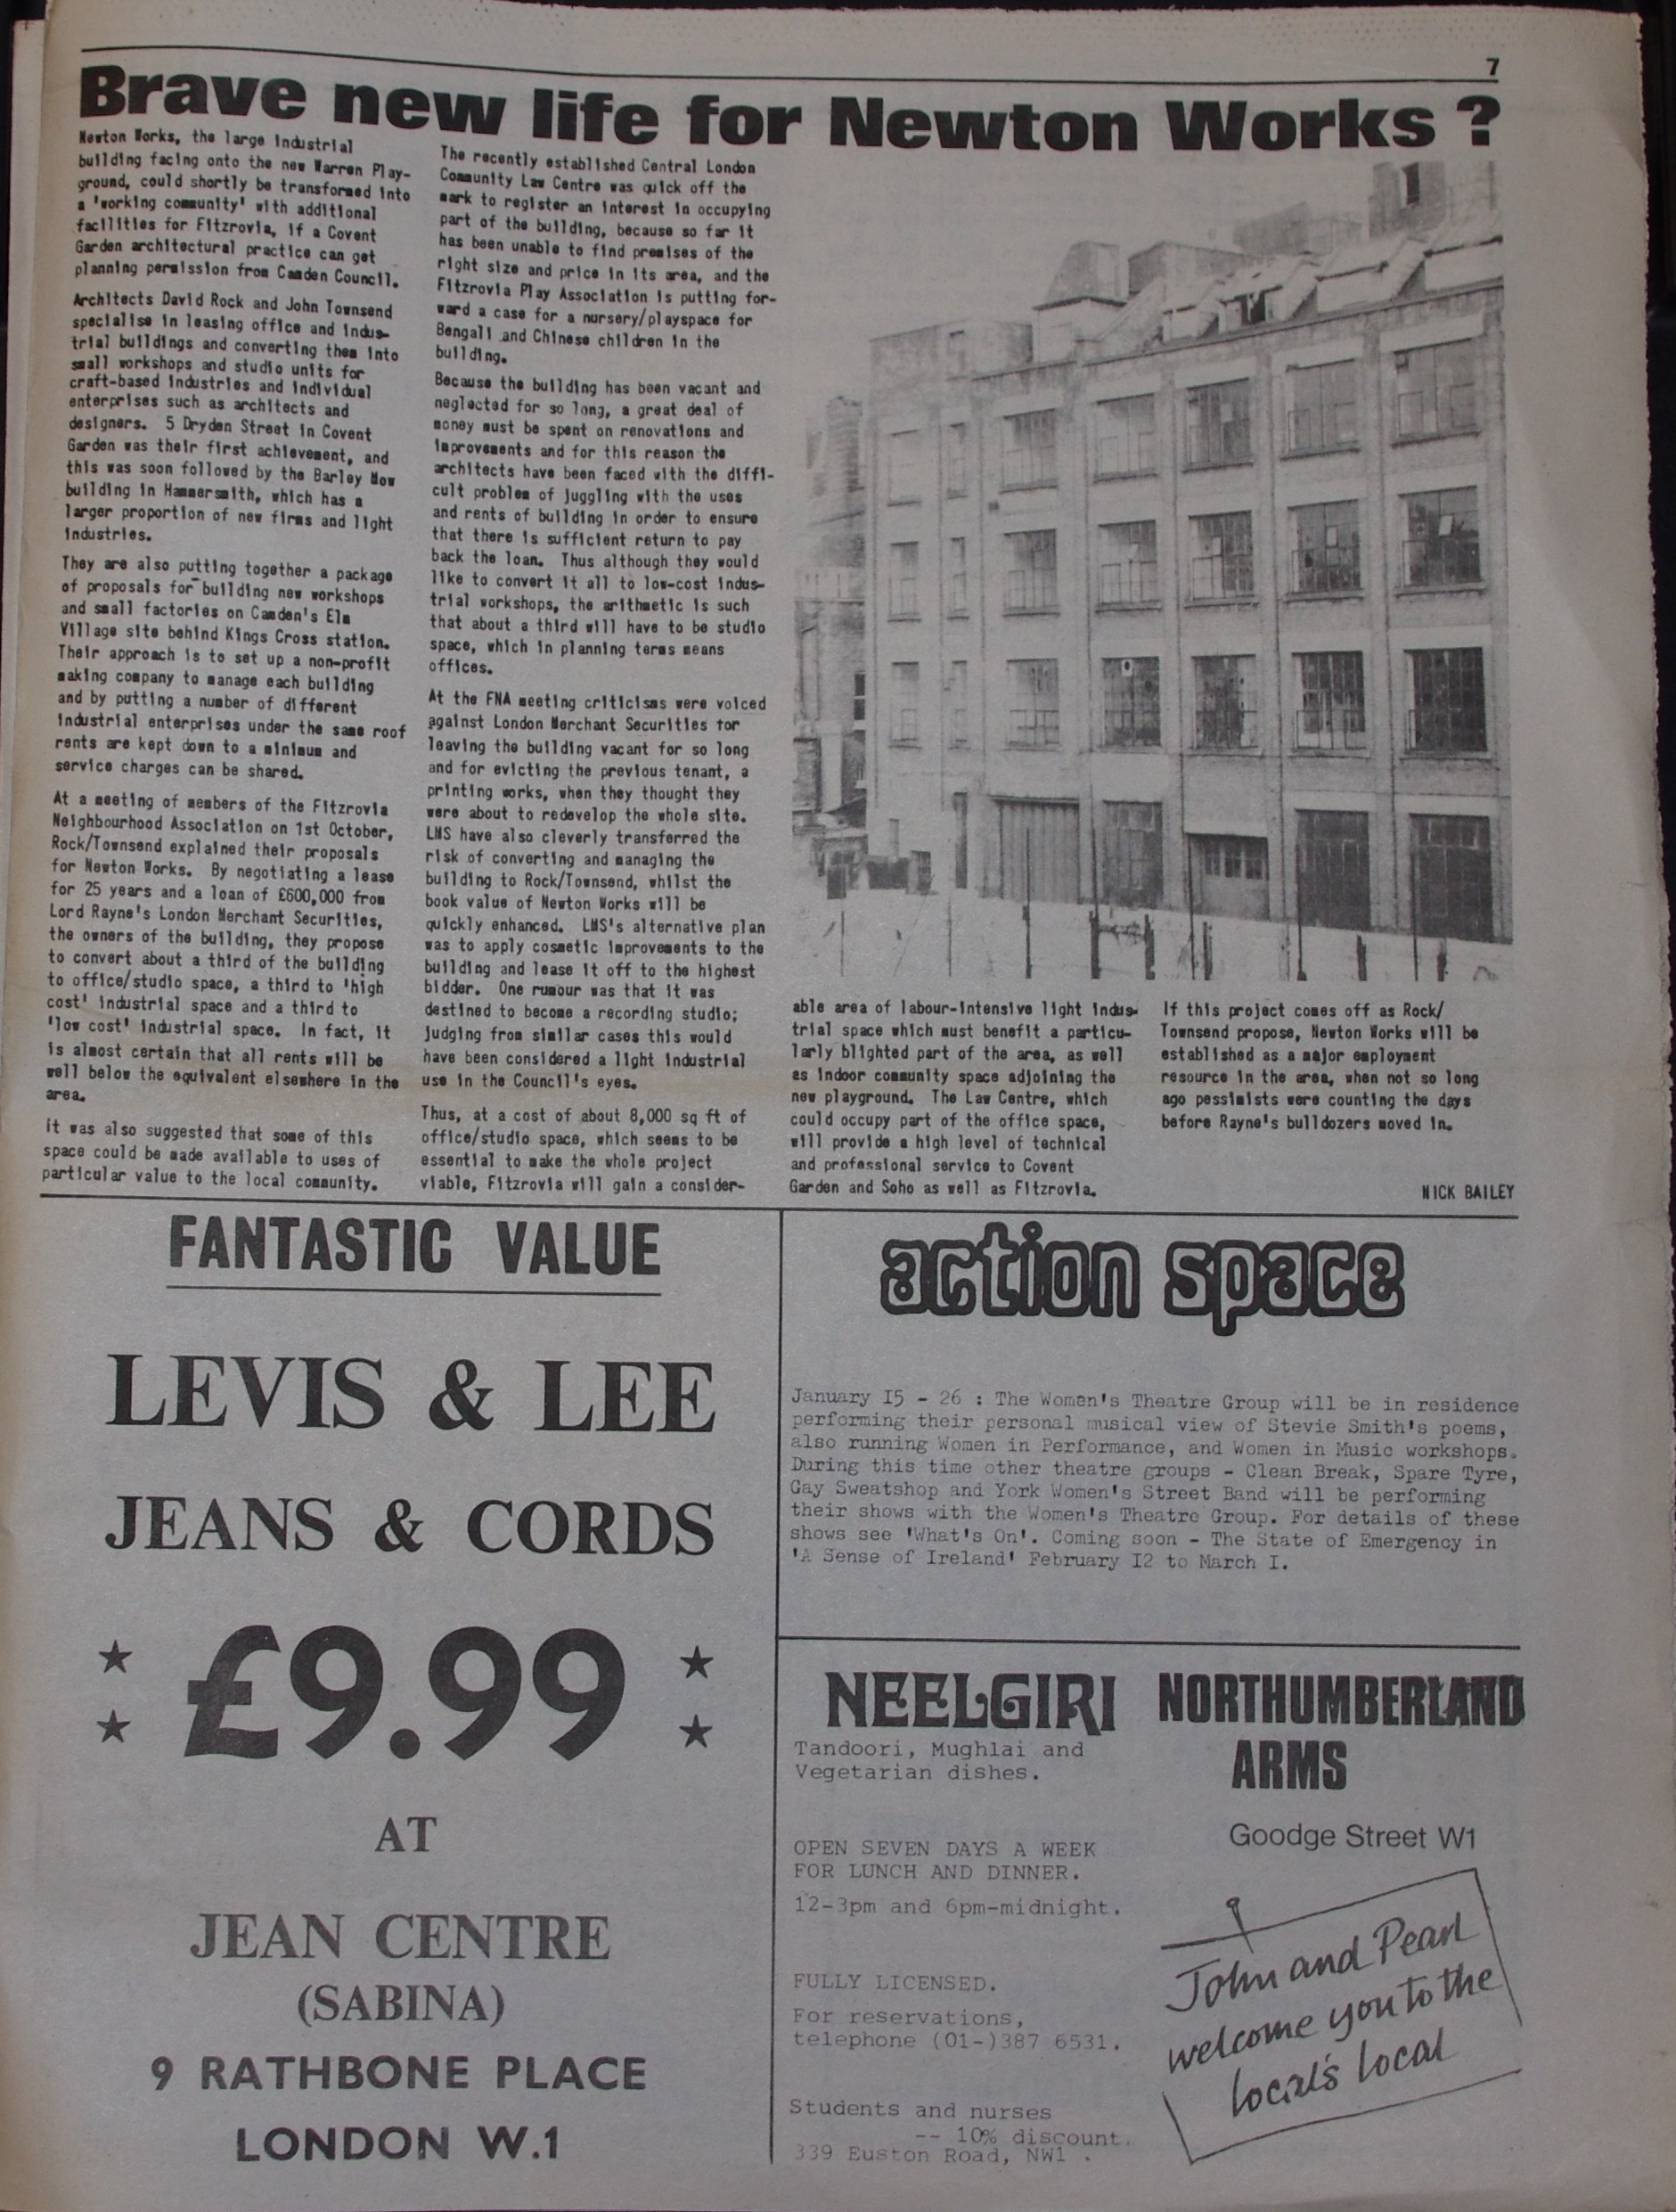 7
Brave new life for Newton Works ?
Newton Works, the large industrial
building facing onto the new Warren Play-
ground, could shortly be transformed into
a 'working community' with additional
facilities for Fitzrovia, if a Covent
Garden architectural practice can get
planning permission from Camden Council.
Architects David Rock and John Townsend
specialise in leasing office and indus-
trial buildings and converting them into
small workshops and studio units for
craft-based industries and individual
enterprises such as architects and
designers. 5 Dryden Street in Covent
Garden was their first achievement, and
this was soon followed by the Barley Mow
building in Hammersmith, which has a
larger proportion of new firms and light
industries.
They are also putting together a package
of proposals for building new workshops
and small factories on Camden's Elm
Village site behind Kings Cross station.
Their approach is to set up a non-profit
making company to manage each building
and by putting a number of different
industrial enterprises under the same roof
rents are kept down to a minimum and
service charges can be shared.
At a meeting of members of the Fitzrovia
Neighbourhood Association on 1st October,
Rock/Townsend explained their proposals
for Newton Works. By negotiating a lease
for 25 years and a loan of £600,000 from
Lord Rayne's London Merchant Securities,
the owners of the building, they propose
to convert about a third of the building
to office/studio space, a third to 'high
cost' industrial space and a third to
'low cost' industrial space. In fact, it
is almost certain that all rents will be
well below the equivalent elsewhere in the
area.
It was also suggested that some of this
space could be made available to uses of
particular value to the local community.
The recently established Central London
Community Law Centre was quick off the
mark to register an interest in occupying
part of the building, because so far it
has been unable to find premises of the
right size and price in its area, and the
Fitzrovia Play Association is putting for-
ward a case for a nursery/playspace for
Bengali and Chinese children in the
building.
Because the building has been vacant and
neglected for so long, a great deal of
money must be spent on renovations and
improvements and for this reason the
architects have been faced with the diffi-
cult problem of juggling with the uses
and rents of building in order to ensure
that there is sufficient return to pay
back the loan. Thus although they would
like to convert it all to low-cost indus-
trial workshops, the arithmetic is such
that about a third will have to be studio
space, which in planning terms means
offices.
At the FNA meeting criticisms were voiced
against London Merchant Securities for
leaving the building vacant for so long
and for evicting the previous tenant, a
printing works, when they thought they
were about to redevelop the whole site.
LMS have also cleverly transferred the
risk of converting and managing the
building to Rock/Townsend, whilst the
book value of Newton Works will be
quickly enhanced. LMS's alternative plan
was to apply cosmetic improvements to the
building and lease it off to the highest
bidder. One rumour was that it was
destined to become a recording studio;
judging from similar cases this would
have been considered a light industrial
use in the Council's eyes.
Thus, at a cost of about 8,000 sq ft of
office/studio space, which seems to be
essential to make the whole project
viable, Fitzrovia will gain a consider-
able area of labour-intensive light indus-
trial space which must benefit a particu-
larly blighted part of the area, as well
as indoor community space adjoining the
new playground. The Law Centre, which
could occupy part of the office space,
will provide a high level of technical
and professional service to Covent
Garden and Soho as well as Fitzrovia.
If this project comes off as Rock/
Townsend propose, Newton Works will be
established as a major employment
resource in the area, when not so long
ago pessimists were counting the days
before Rayne's bulldozers moved in.
NICK BAILEY
FANTASTIC VALUE
LEVIS & LEE
JEANS & CORDS
£9.99
AT
JEAN CENTRE
(SABINA)
9 RATHBONE PLACE
LONDON W.1
action space
January I5 - 26 : The Women's Theatre Group will be in residence
performing their personal musical view of Stevie Smith's poems,
also running Women in Performance, and Women in Music workshops.
During this time other theatre groups - Clean Break, Spare Tyre,
Gay Sweatshop and York Women's Street Band will be performing
their shows with the Women's Theatre Group. For details of these
shows see 'What's On'. Coming soon - The State of Emergency in
'A Sense of Ireland' February I2 to March I.
NEELGIRI
Tandoori, Mughlai and
Vegetarian dishes.
OPEN SEVEN DAYS A WEEK
FOR LUNCH AND DINNER.
12-3pm and 6pm-midnight.
FULLY LICENSED.
For reservations,
telephone (01-)387 6531.
Students and nurses
-- 10% discount.
339 Euston Road, NW1 .
NORTHUMBERLAND
ARMS
Goodge Street W1
John and Pearl
welcome you to the
local's local